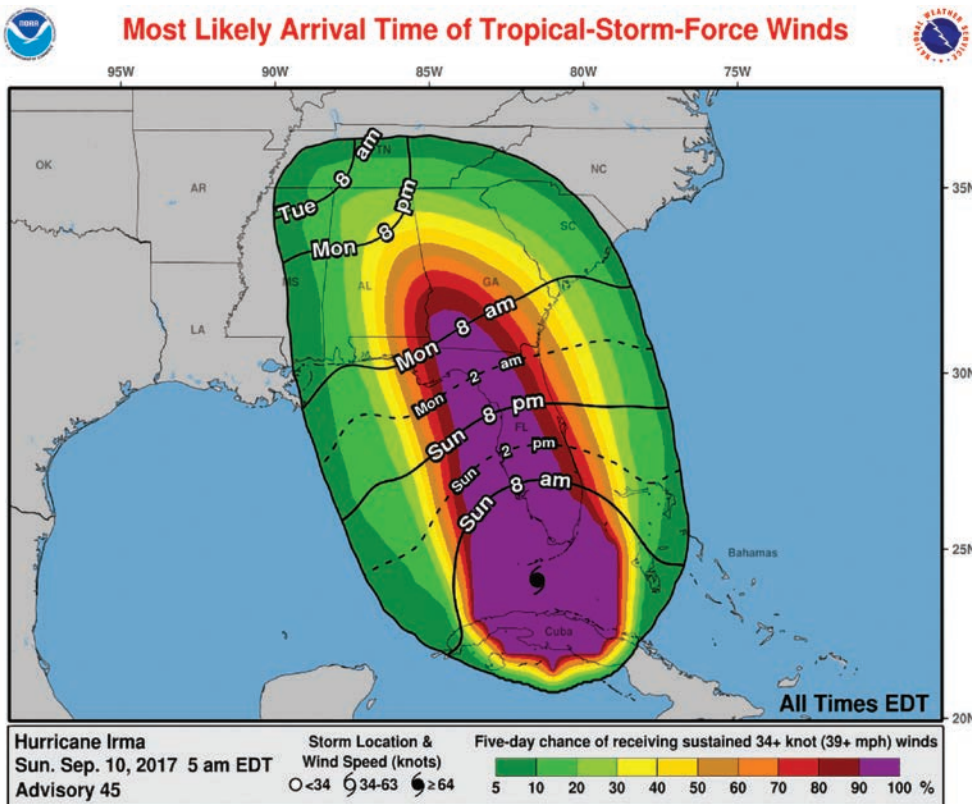 Most Likely Arrival Time of Tropical-Storm-Force Winds
NOAA
95W 90W 85W 80W 75W
OK
AR
TN
NC
35N
SC
MS
AL
GA
LA
30N
FL
25N
Bahamas
Cuba
20N
Tue 8 am
Mon 8 pm
Mon 8 am
Mon 2 am
Sun 8 pm
Sun 2 pm
Sun 8 am
All Times EDT
Hurricane Irma
Sun. Sep. 10, 2017 5 am EDT
Advisory 45
Storm Location &
Wind Speed (knots)
<34 34-63 ≥64
Five-day chance of receiving sustained 34+ knot (39+ mph) winds
5 10 20 30 40 50 60 70 80 90 100 %